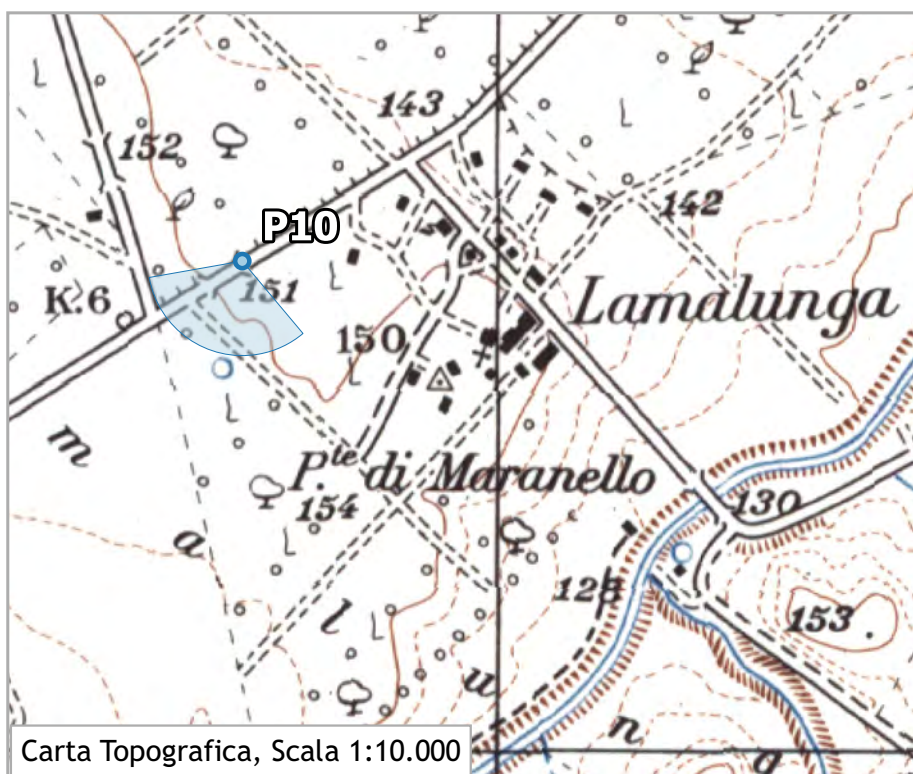 143
152
142
P10
151
K.6
Lamalunga
150
m
P.te di Maranello
154
130
a
128
153
l
u
n
g
Carta Topografica, Scala 1:10.000